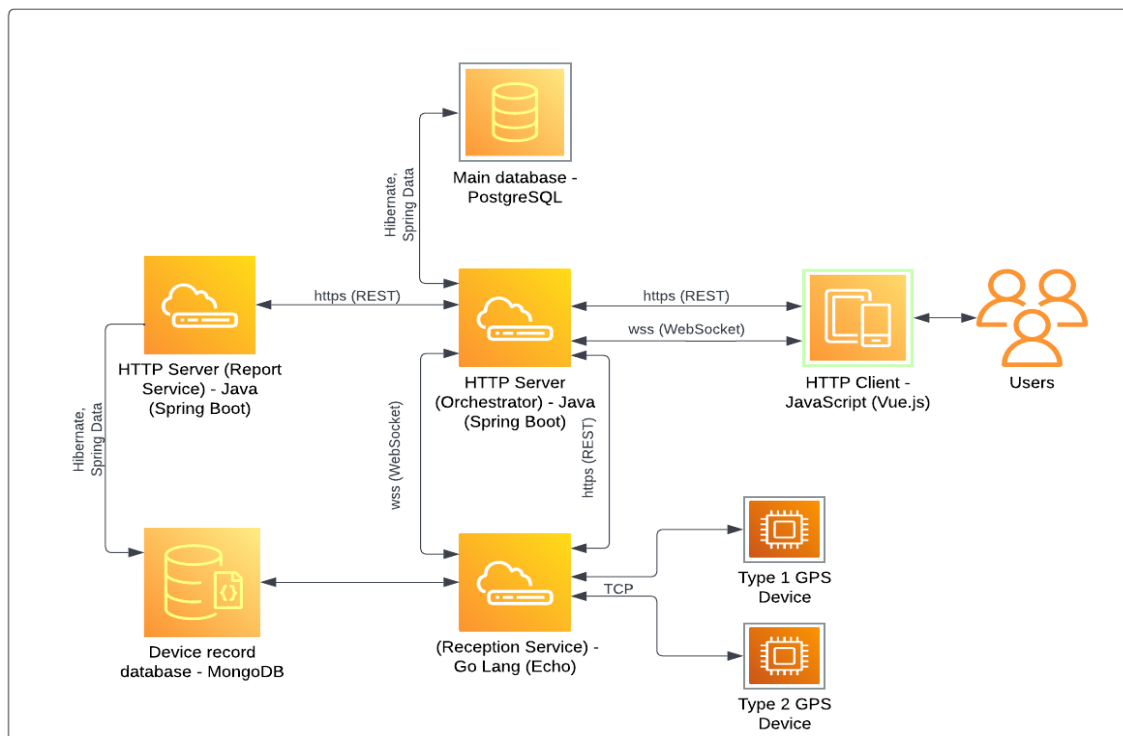 Main database -
PostgreSQL
Hibernate,
Spring Data
https (REST)
https (REST)
wss (WebSocket)
HTTP Server (Report
Service) - Java
(Spring Boot)
HTTP Server
(Orchestrator) - Java
(Spring Boot)
HTTP Client -
JavaScript (Vue.js)
Users
Hibernate,
Spring Data
wss (WebSocket)
https (REST)
Type 1 GPS
Device
TCP
Device record
database - MongoDB
(Reception Service) -
Go Lang (Echo)
Type 2 GPS
Device
{}